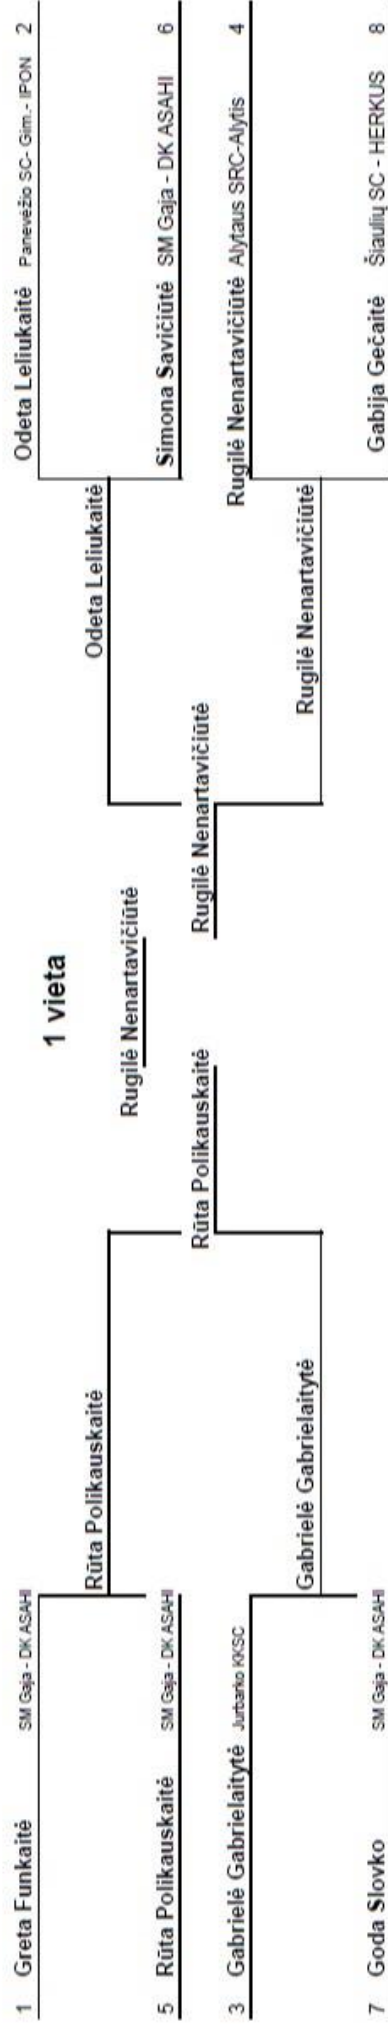 1 Greta Funkaitė SM Gaja - DK ASAHI
Rūta Polikauskaitė
5 Rūta Polikauskaitė SM Gaja - DK ASAHI
Rūta Polikauskaitė
3 Gabrielė Gabrielaitytė Jurbarko KKSC
Gabrielė Gabrielaitytė
7 Goda Slovko SM Gaja - DK ASAHI
1 vieta
Rugilė Nenartavičiūtė
Odeta Leliukaitė Panevėžio SC- Gim.- IPON 2
Odeta Leliukaitė
Simona Savičiūtė SM Gaja - DK ASAHI 6
Rugilė Nenartavičiūtė
Rugilė Nenartavičiūtė Alytaus SRC-Alytis 4
Rugilė Nenartavičiūtė
Gabija Gečaitė Šiaulių SC - HERKUS 8